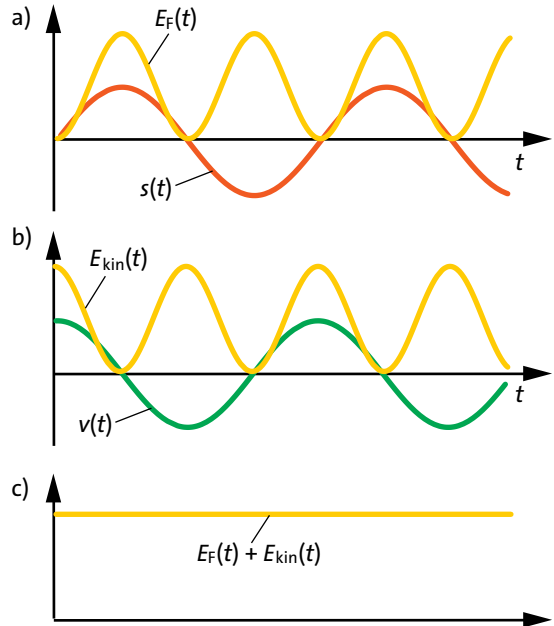 a)
E_F(t)
t
s(t)
b)
E_kin(t)
t
v(t)
c)
E_F(t) + E_kin(t)